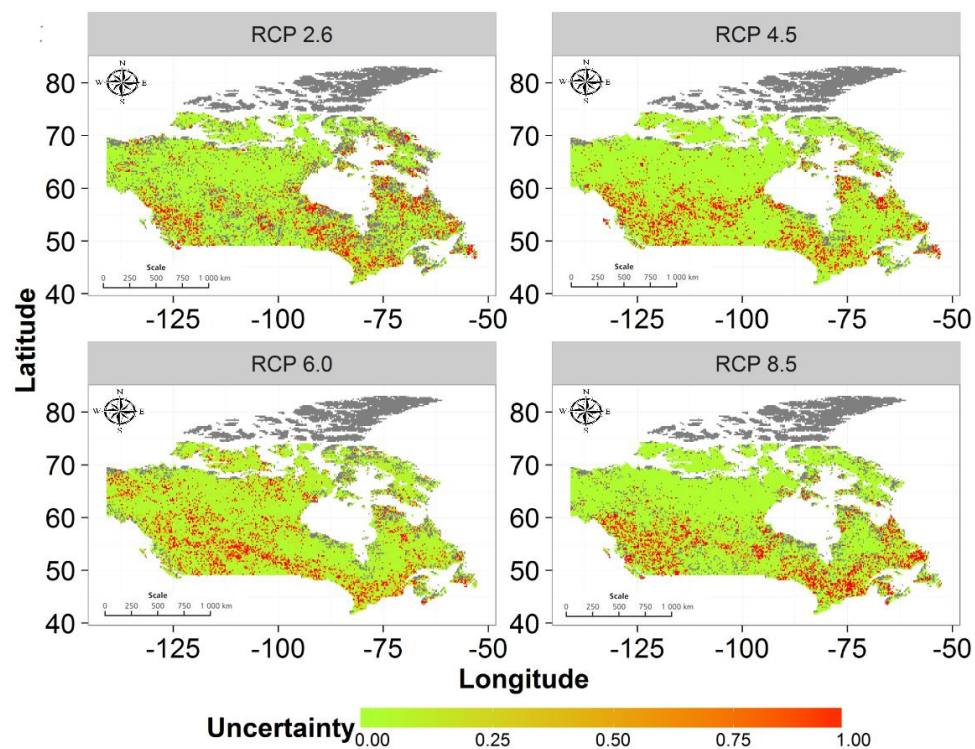 RCP 2.6
RCP 4.5
N
W E
S
N
W E
S
80
70
60
50
40
80
70
60
50
40
Scale
0 250 500 750 1 000 km
Scale
0 250 500 750 1 000 km
-125 -100 -75 -50
-125 -100 -75 -50
Latitude
RCP 6.0
RCP 8.5
N
W E
S
N
W E
S
80
70
60
50
40
80
70
60
50
40
Scale
0 250 500 750 1 000 km
Scale
0 250 500 750 1 000 km
-125 -100 -75 -50
-125 -100 -75 -50
Longitude
Uncertainty
0.00 0.25 0.50 0.75 1.00